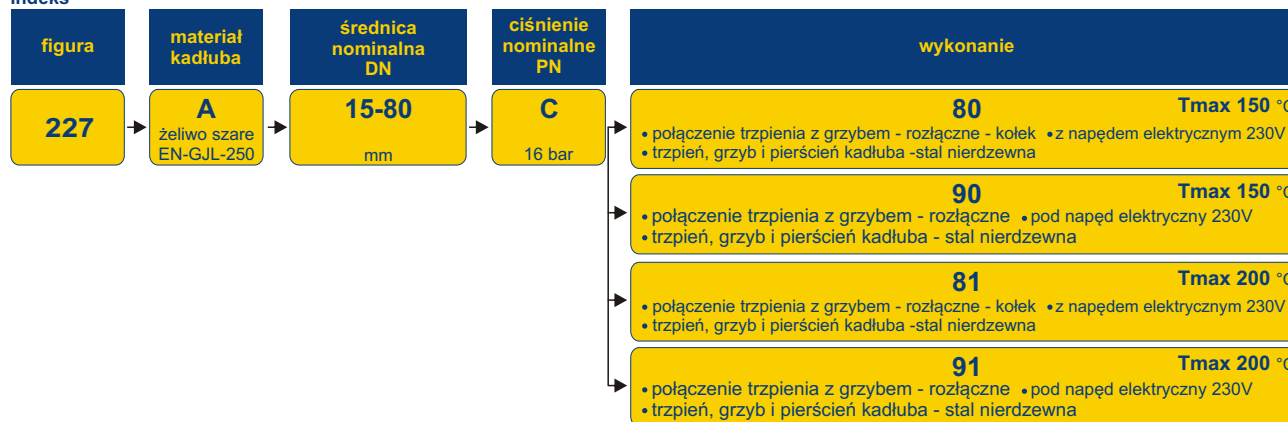 indeks
figura
materiał
kadłuba
średnica
nominalna
DN
ciśnienie
nominalne
PN
wykonanie
227
A
żeliwo szare
EN-GJL-250
15-80
mm
C
16 bar
80 Tmax 150 °C
• połączenie trzpienia z grzybem - rozłączne - kołek • z napędem elektrycznym 230V
• trzpień, grzyb i pierścień kadłuba -stal nierdzewna
90 Tmax 150 °C
• połączenie trzpienia z grzybem - rozłączne • pod napęd elektryczny 230V
• trzpień, grzyb i pierścień kadłuba - stal nierdzewna
81 Tmax 200 °C
• połączenie trzpienia z grzybem - rozłączne - kołek • z napędem elektrycznym 230V
• trzpień, grzyb i pierścień kadłuba -stal nierdzewna
91 Tmax 200 °C
• połączenie trzpienia z grzybem - rozłączne • pod napęd elektryczny 230V
• trzpień, grzyb i pierścień kadłuba - stal nierdzewna